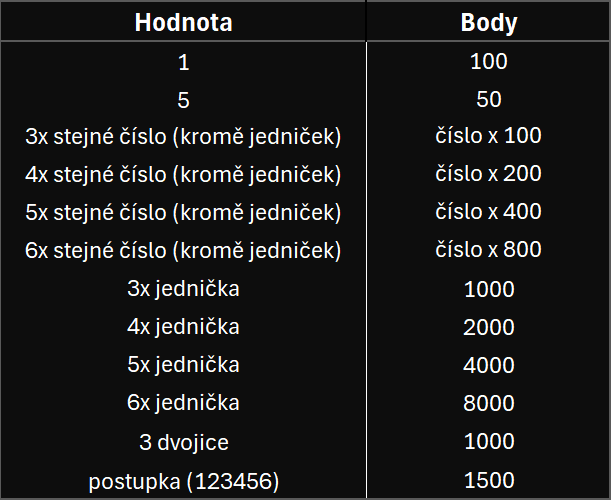 Hodnota Body
1 100
5 50
3x stejné číslo (kromě jedniček) číslo x 100
4x stejné číslo (kromě jedniček) číslo x 200
5x stejné číslo (kromě jedniček) číslo x 400
6x stejné číslo (kromě jedniček) číslo x 800
3x jednička 1000
4x jednička 2000
5x jednička 4000
6x jednička 8000
3 dvojice 1000
postupka (123456) 1500